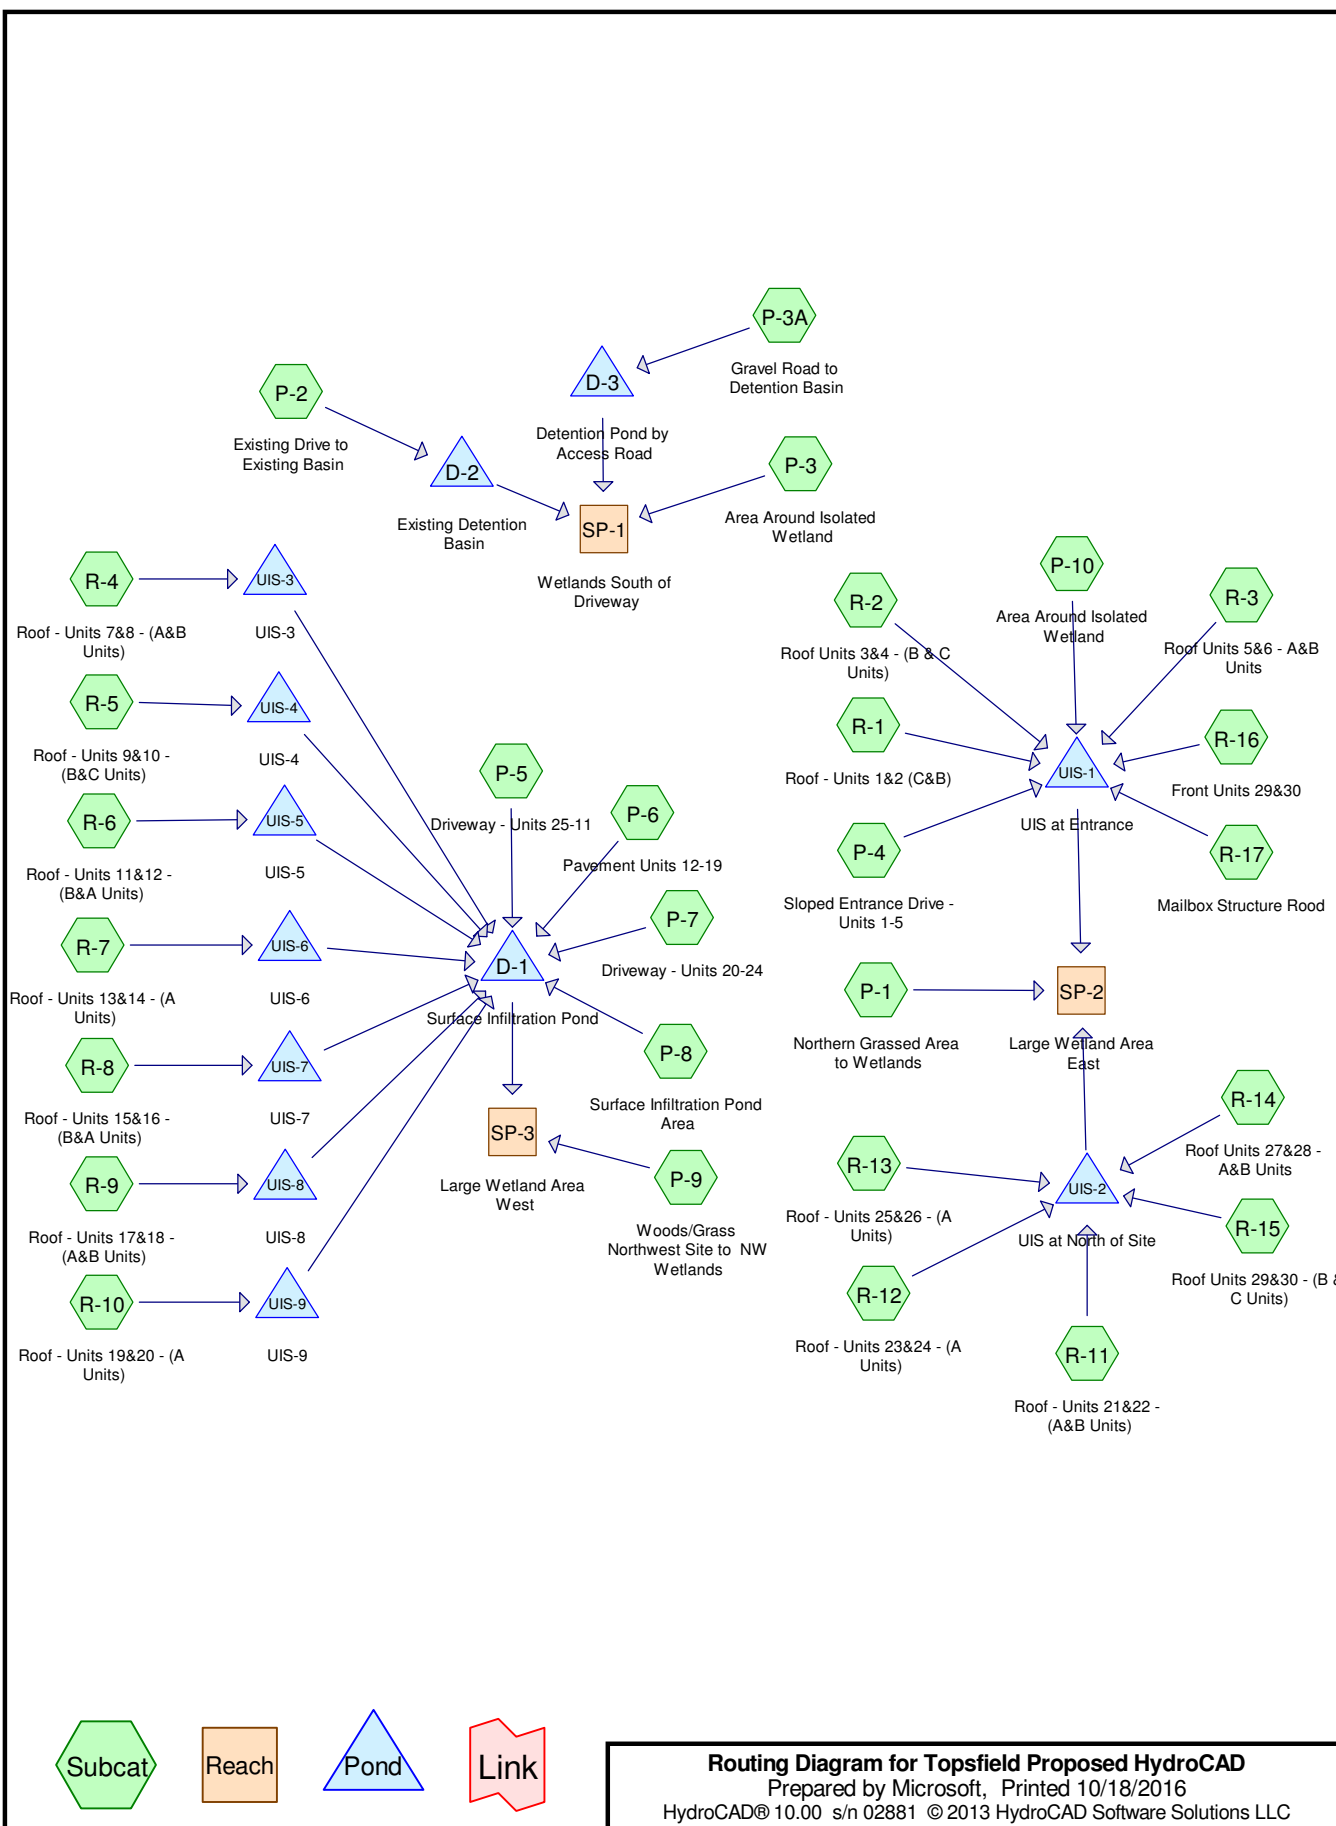 P-3A
Gravel Road to
Detention Basin
D-3
Detention Pond by
Access Road
P-2
Existing Drive to
Existing Basin
D-2
Existing Detention
Basin
P-3
Area Around Isolated
Wetland
SP-1
Wetlands South of
Driveway
R-4
Roof - Units 7&8 - (A&B
Units)
UIS-3
UIS-3
R-5
Roof - Units 9&10 -
(B&C Units)
UIS-4
UIS-4
R-6
Roof - Units 11&12 -
(B&A Units)
UIS-5
UIS-5
R-7
Roof - Units 13&14 - (A
Units)
UIS-6
UIS-6
R-8
Roof - Units 15&16 -
(B&A Units)
UIS-7
UIS-7
R-9
Roof - Units 17&18 -
(A&B Units)
UIS-8
UIS-8
R-10
Roof - Units 19&20 - (A
Units)
UIS-9
UIS-9
P-5
Driveway - Units 25-11
P-6
Pavement Units 12-19
P-7
Driveway - Units 20-24
D-1
Surface Infiltration Pond
P-8
Surface Infiltration Pond
Area
SP-3
Large Wetland Area
West
P-9
Woods/Grass
Northwest Site to NW
Wetlands
P-10
Area Around Isolated
Wetland
R-2
Roof Units 3&4 - (B & C
Units)
R-3
Roof Units 5&6 - A&B
Units
R-1
Roof - Units 1&2 (C&B)
R-16
Front Units 29&30
UIS-1
UIS at Entrance
P-4
Sloped Entrance Drive -
Units 1-5
R-17
Mailbox Structure Rood
P-1
Northern Grassed Area
to Wetlands
SP-2
Large Wetland Area
East
R-14
Roof Units 27&28 -
A&B Units
R-13
Roof - Units 25&26 - (A
Units)
UIS-2
UIS at North of Site
R-15
Roof Units 29&30 - (B &
C Units)
R-12
Roof - Units 23&24 - (A
Units)
R-11
Roof - Units 21&22 -
(A&B Units)
Subcat
Reach
Pond
Link
Routing Diagram for Topsfield Proposed HydroCAD
Prepared by Microsoft, Printed 10/18/2016
HydroCAD® 10.00 s/n 02881 © 2013 HydroCAD Software Solutions LLC